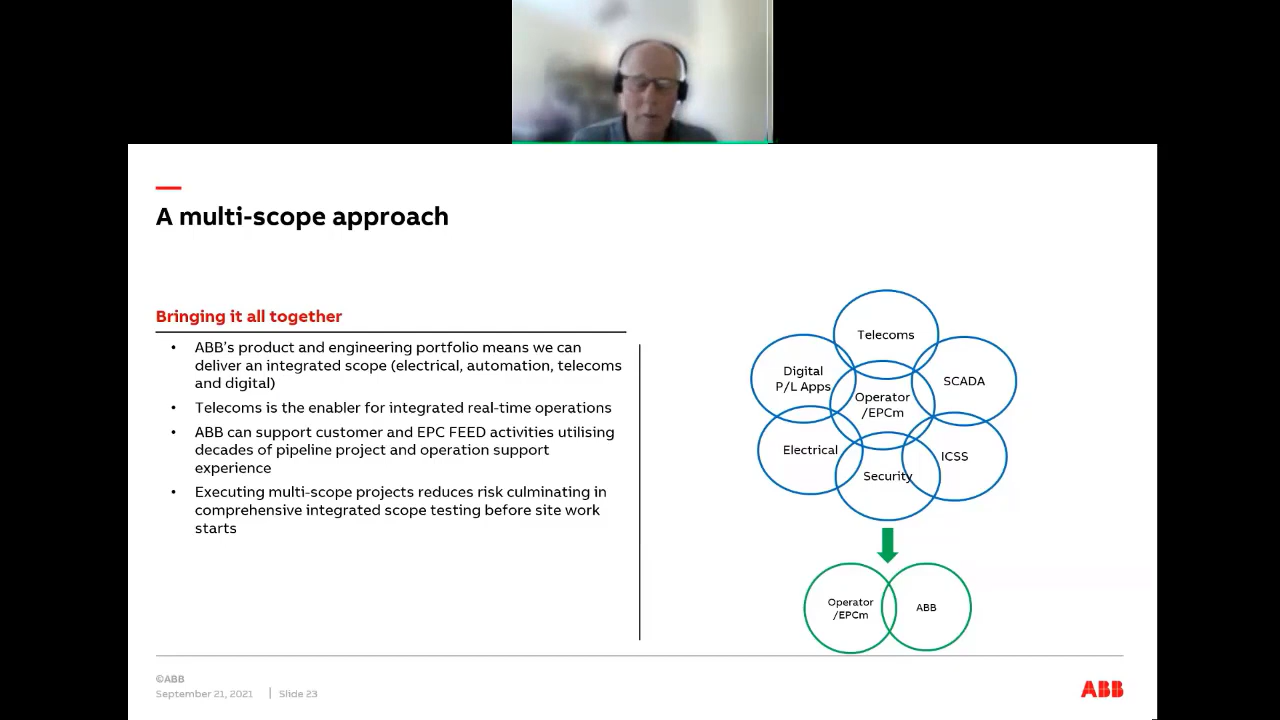 A multi-scope approach
Bringing it all together
• ABB's product and engineering portfolio means we can
deliver an integrated scope (electrical, automation, telecoms
and digital)
• Telecoms is the enabler for integrated real-time operations
• ABB can support customer and EPC FEED activities utilising
decades of pipeline project and operation support
experience
• Executing multi-scope projects reduces risk culminating in
comprehensive integrated scope testing before site work
starts
Telecoms
Digital
P/L Apps
SCADA
Operator
/EPCm
Electrical
ICSS
Security
Operator
/EPCm
ABB
©ABB
September 21, 2021
Slide 23
ABB